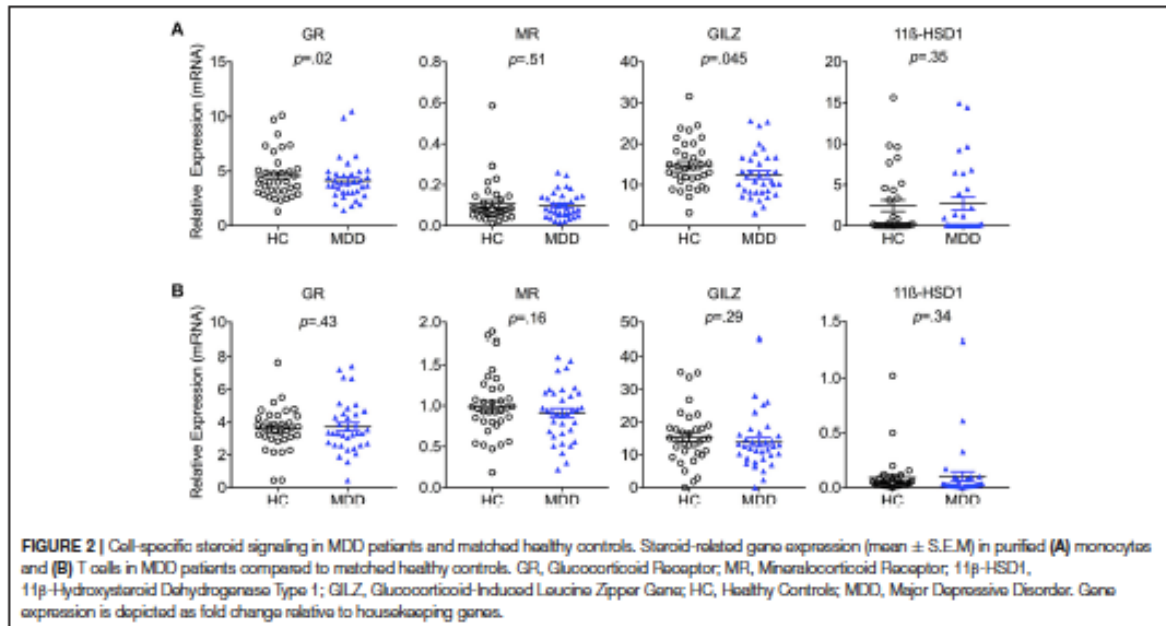 A
GR MR GILZ 11ß-HSD1
p=.02 p=.51 p=.045 p=.35
Relative Expression (mRNA)
15 0.8 40 20
10 0.6 30 15
5 0.4 20 10
0 0.2 10 5
0.0 0 0
HC MDD HC MDD HC MDD HC MDD
B
GR MR GILZ 11ß-HSD1
p=.43 p=.16 p=.29 p=.34
Relative Expression (mRNA)
10 2.0 50 1.5
8 1.5 40 1.0
6 1.0 30 0.5
4 0.5 20 0.0
2 0.0 10
0 0
HC MDD HC MDD HC MDD HC MDD
FIGURE 2 | Cell-specific steroid signaling in MDD patients and matched healthy controls. Steroid-related gene expression (mean ± S.E.M) in purified (A) monocytes
and (B) T cells in MDD patients compared to matched healthy controls. GR, Glucocorticoid Receptor; MR, Mineralocorticoid Receptor; 11β-HSD1,
11β-Hydroxysteroid Dehydrogenase Type 1; GILZ, Glucocorticoid-Induced Leucine Zipper Gene; HC, Healthy Controls; MDD, Major Depressive Disorder. Gene
expression is depicted as fold change relative to housekeeping genes.